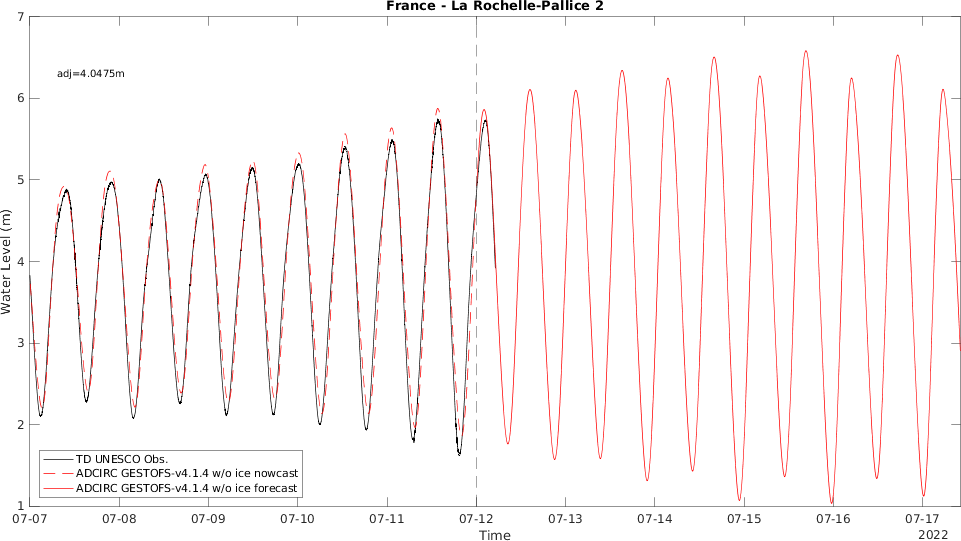 France - La Rochelle-Pallice 2
adj=4.0475m
7
6
5
4
3
2
1
Water Level (m)
TD UNESCO Obs.
ADCIRC GESTOFS-v4.1.4 w/o ice nowcast
ADCIRC GESTOFS-v4.1.4 w/o ice forecast
07-07 07-08 07-09 07-10 07-11 07-12 07-13 07-14 07-15 07-16 07-17
Time
2022